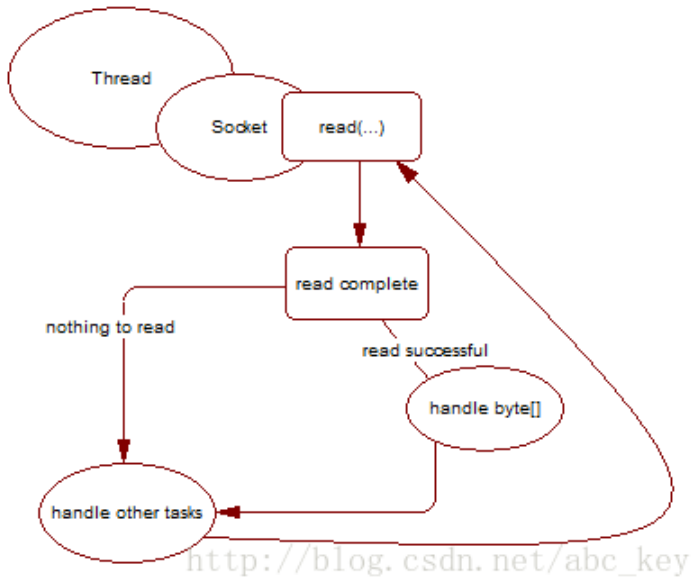 Thread
Socket
read(...)
read complete
nothing to read
read successful
handle byte[]
handle other tasks
http://blog.csdn.net/abc_key